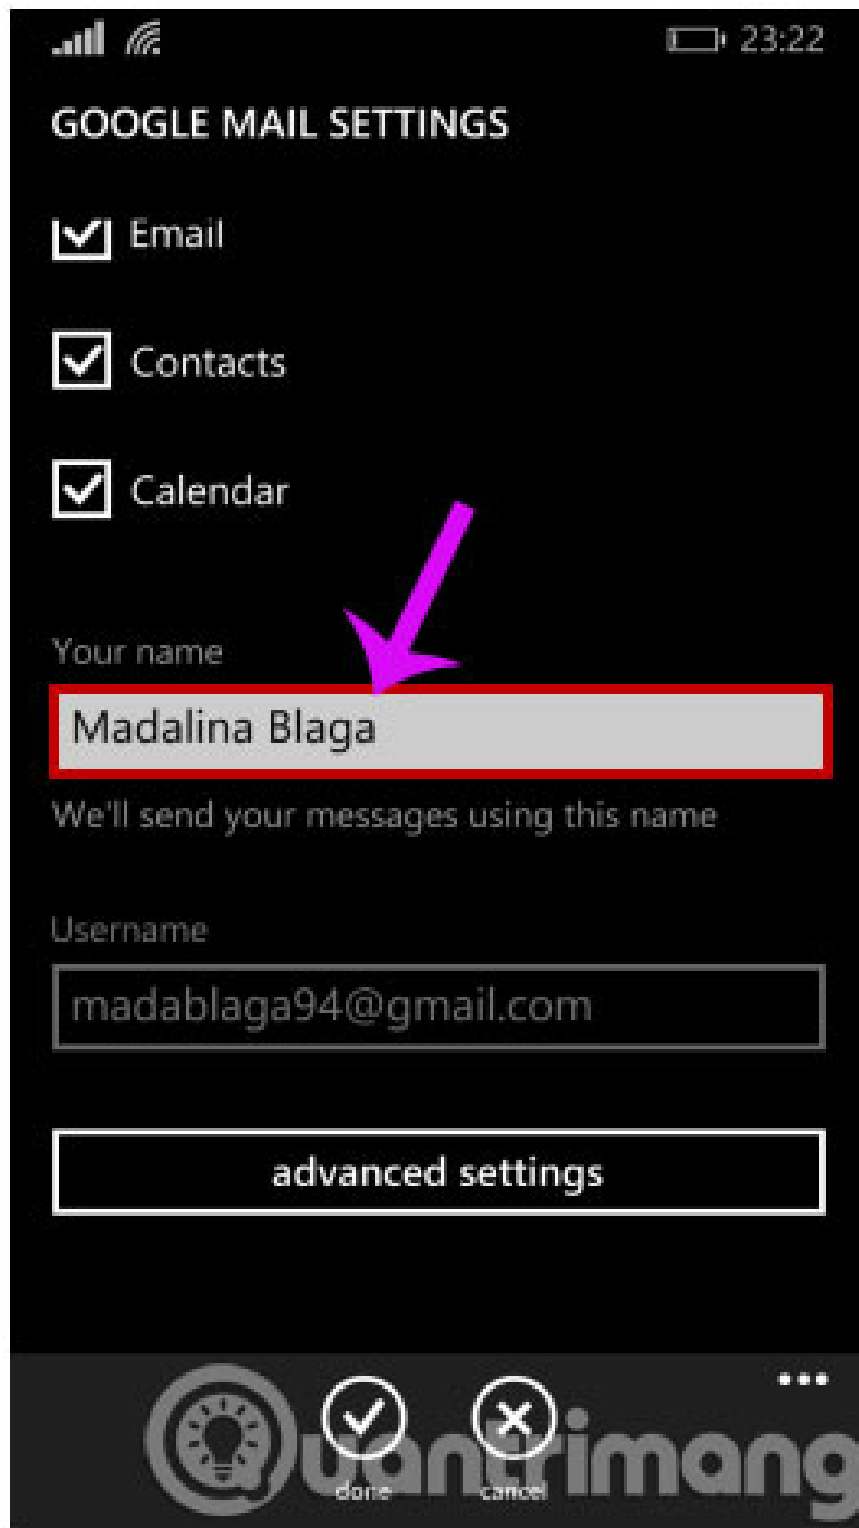 23:22
GOOGLE MAIL SETTINGS
Email
Contacts
Calendar
Your name
Madalina Blaga
We'll send your messages using this name
Username
madablaga94@gmail.com
advanced settings
Quantrimang
done
cancel